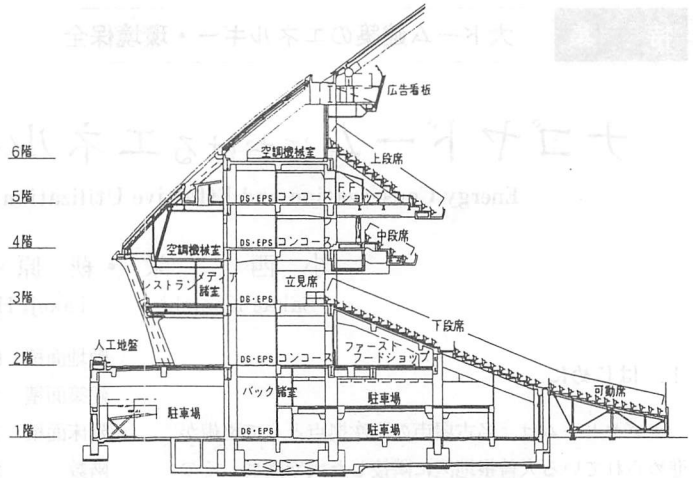 広告看板
6階
空調機械室
上段席
5階
DS・EPS
コンコース
F.F
ショップ
4階
空調機械室
DS・EPS
コンコース
中段席
レストラン
メディア
諸室
立見席
3階
DS・EPS
下段席
人工地盤
2階
DS・EPS
コンコース
ファースト
フードショップ
バック諸室
駐車場
可動席
1階
駐車場
DS・EPS
駐車場